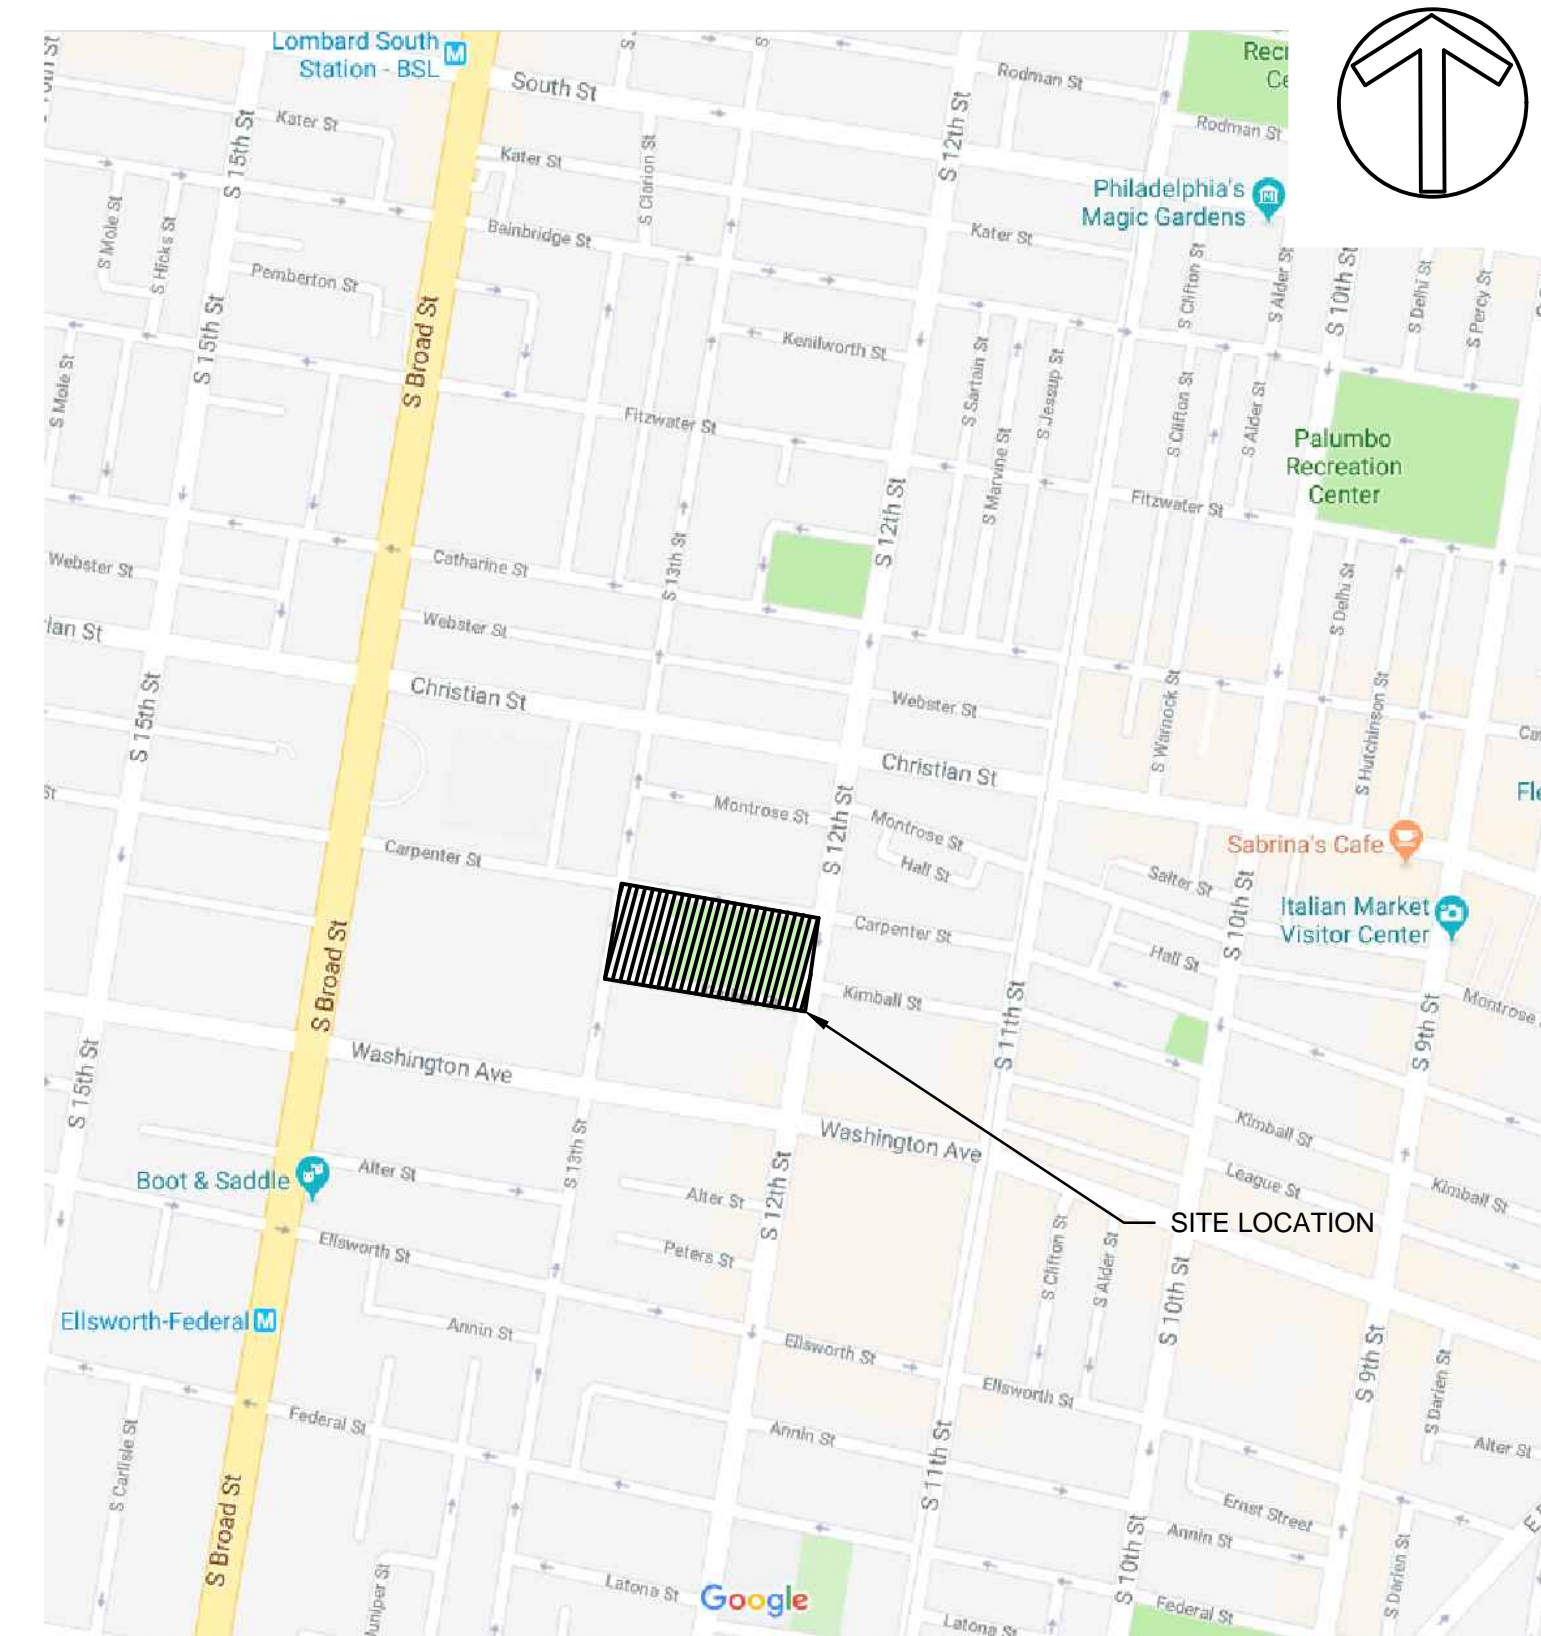 Lombard South
Station - BSL
South St
Rodman St
Rodman St
Kater St
Kater St
Kater St
S 15th St
S Clarion St
S 12th St
Philadelphia's
Magic Gardens
S Mole St
S Hicks St
Bainbridge St
Pemberton St
S Clifton St
S Alder St
S 10th St
S Delhi St
S Percy St
S 15th St
S Broad St
Kenilworth St
S Mole St
S Sartain St
S Marvine St
S Jessup St
S Clifton St
S Alder St
Fitzwater St
Fitzwater St
Palumbo
Recreation
Center
S 12th St
S 13th St
Catharine St
Webster St
Webster St
Webster St
S Delhi St
Christian St
Christian St
S 15th St
S Warnock St
S Hutchinson St
Montrose St
Montrose St
S 12th St
Hall St
Carpenter St
Carpenter St
Salter St
S 10th St
Sabrina's Cafe
Italian Market
Visitor Center
Hall St
Montrose
S Broad St
Kimball St
S 11th St
S 9th St
Washington Ave
Washington Ave
S 15th St
Kimball St
Kimball St
League St
S 13th St
Boot & Saddle
Alter St
Alter St
S 12th St
Peters St
SITE LOCATION
S Clifton St
S Alder St
S 10th St
Ellsworth St
Ellsworth St
Ellsworth St
Ellsworth-Federal
Annin St
Annin St
Annin St
S 9th St
S Darien St
Alter St
Federal St
S Carlisle St
S Broad St
S 11th St
Ernst Street
S 10th St
S Darien St
Latona St
Google
Federal St
Latona St